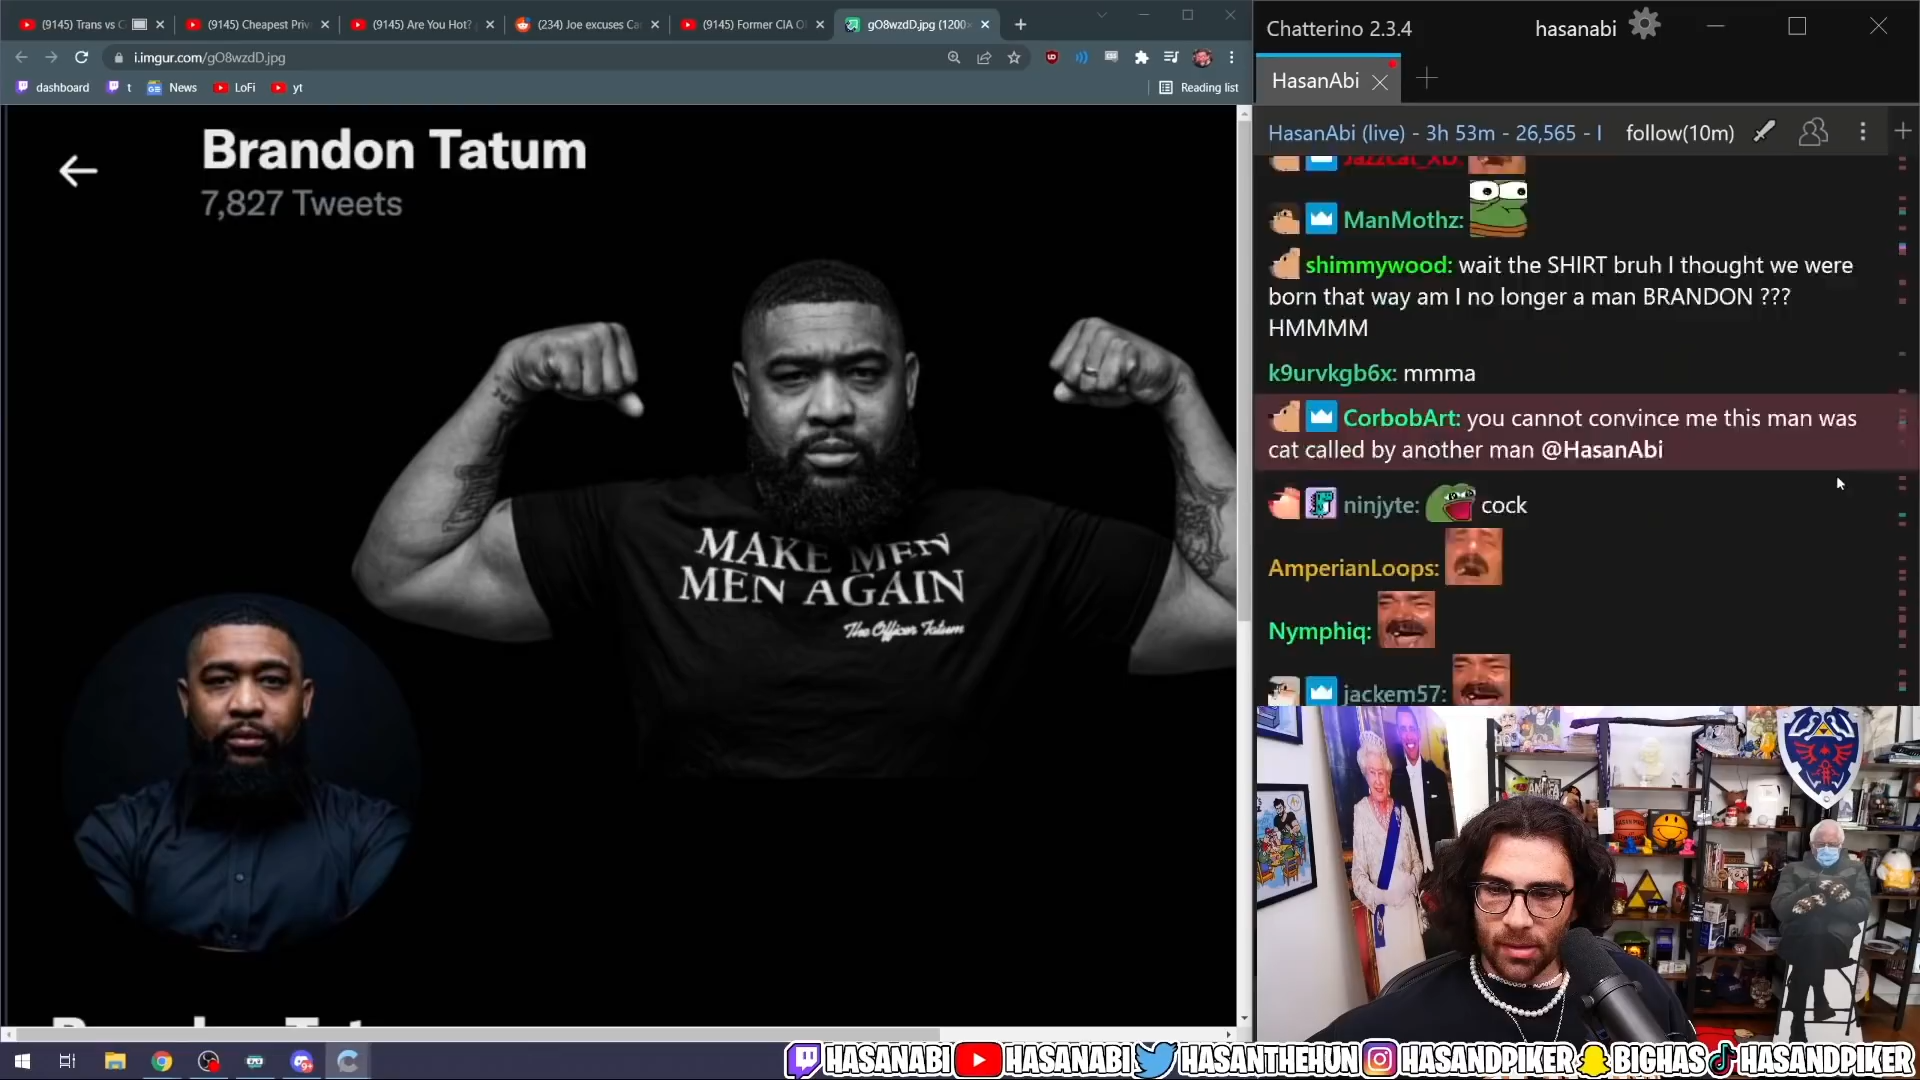 (9145) Trans vs C
(9145) Cheapest Priv
(9145) Are You Hot?
(234) Joe excuses Ca
(9145) Former CIA O
gO8wzdD.jpg (1200×
i.imgur.com/gO8wzdD.jpg
dashboard
t
News
LoFi
yt
Reading list
Brandon Tatum
7,827 Tweets
MAKE MEN
MEN AGAIN
The Officer Tatum
Chatterino 2.3.4
hasanabi
HasanAbi
HasanAbi (live) - 3h 53m - 26,565 - I
follow(10m)
Jazzcat_XD:
ManMothz:
shimmywood: wait the SHIRT bruh I thought we were
born that way am I no longer a man BRANDON ???
HMMMM
k9urvkgb6x: mmma
CorbobArt: you cannot convince me this man was
cat called by another man @HasanAbi
ninjyte: cock
AmperianLoops:
Nymphiq:
jackem57:
HASANABI HASANABI HASANTHEHUN HASANDPIKER BIGHAS HASANDPIKER